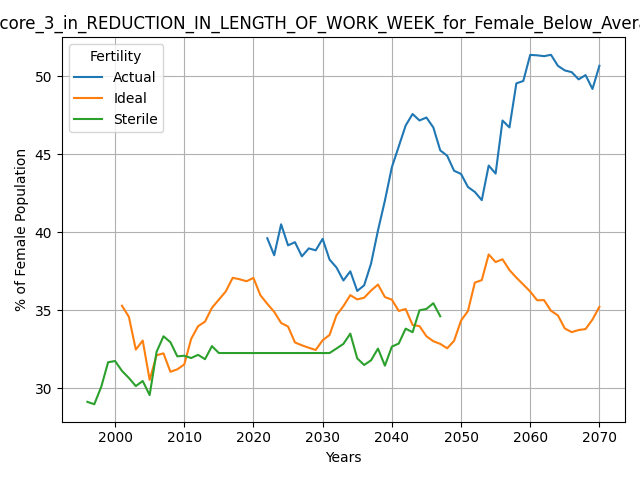 core_3_in_REDUCTION_IN_LENGTH_OF_WORK_WEEK_for_Female_Below_Avera
Fertility
Actual
Ideal
Sterile
% of Female Population
50
45
40
35
30
2000 2010 2020 2030 2040 2050 2060 2070
Years